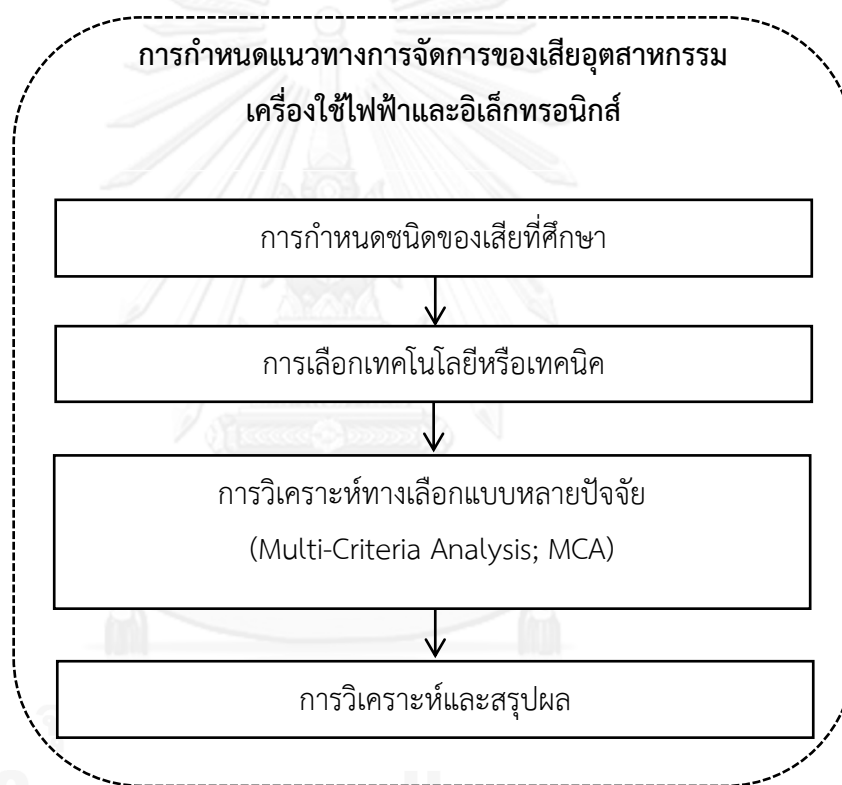 การกำหนดแนวทางการจัดการของเสียอุตสาหกรรม
เครื่องใช้ไฟฟ้าและอิเล็กทรอนิกส์
การกำหนดชนิดของเสียที่ศึกษา
การเลือกเทคโนโลยีหรือเทคนิค
การวิเคราะห์ทางเลือกแบบหลายปัจจัย
(Multi-Criteria Analysis; MCA)
การวิเคราะห์และสรุปผล